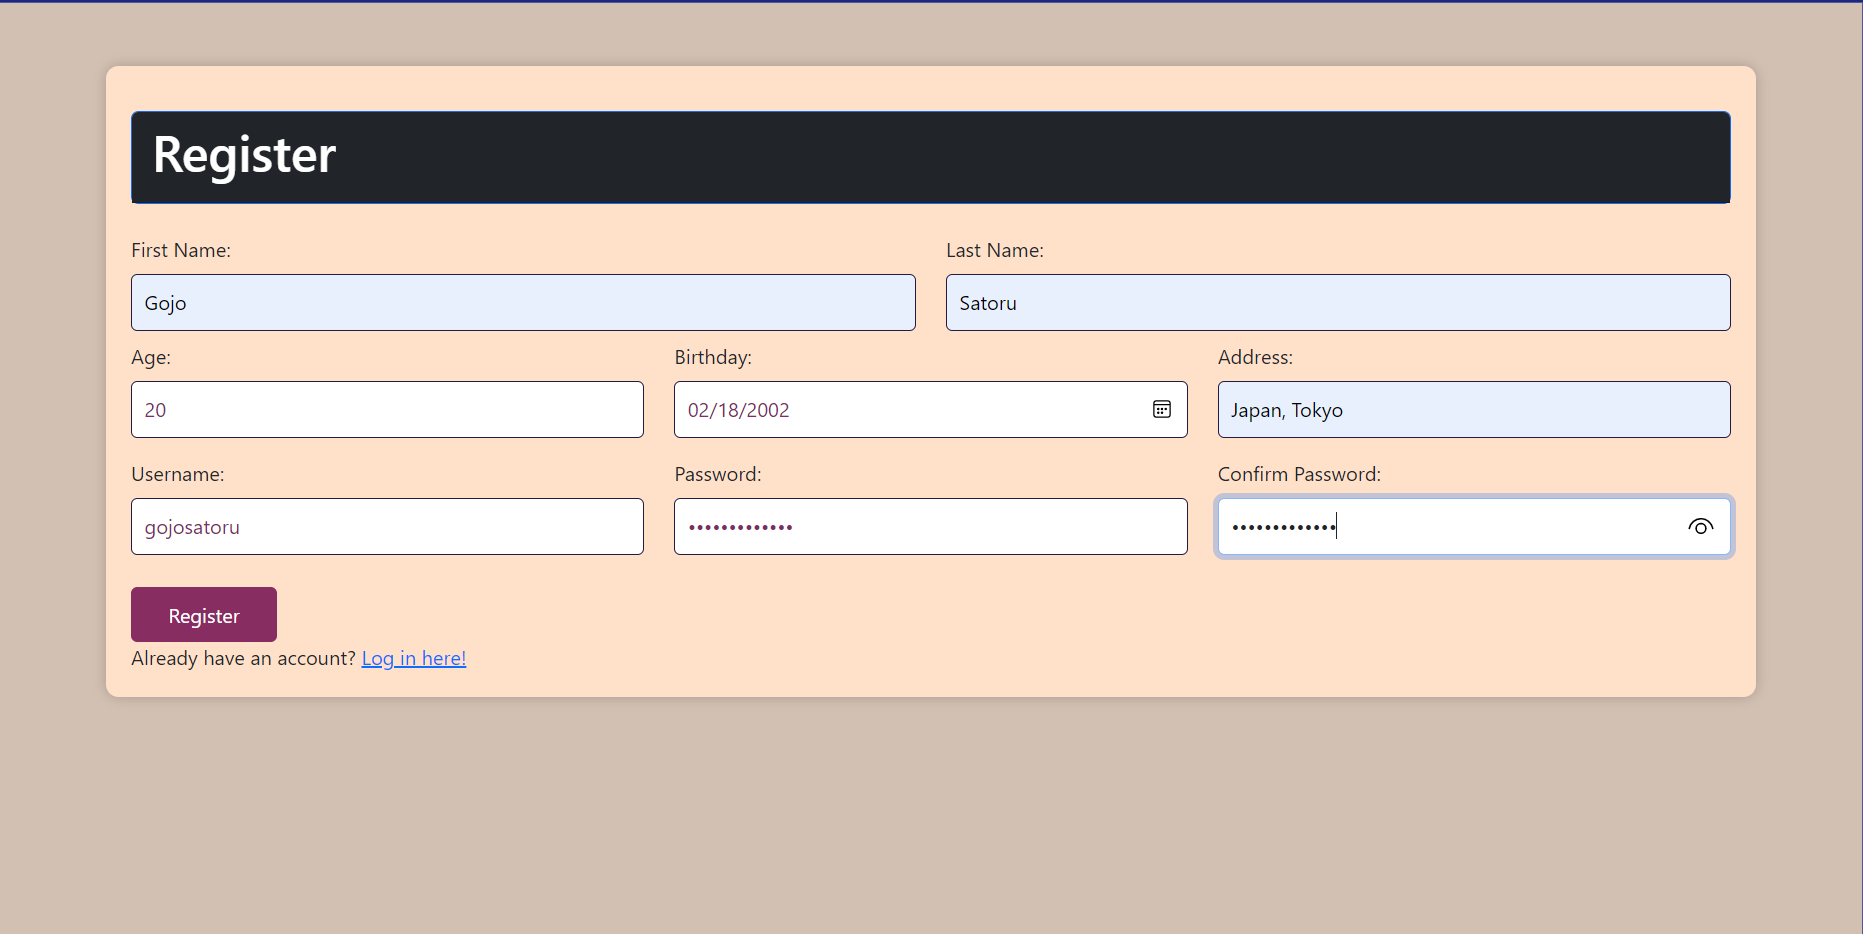 Register
First Name: Last Name:
Gojo Satoru
Age: Birthday: Address:
20 02/18/2002 Japan, Tokyo
Username: Password: Confirm Password:
gojosatoru ••••••••••••• •••••••••••••
Register
Already have an account? Log in here!